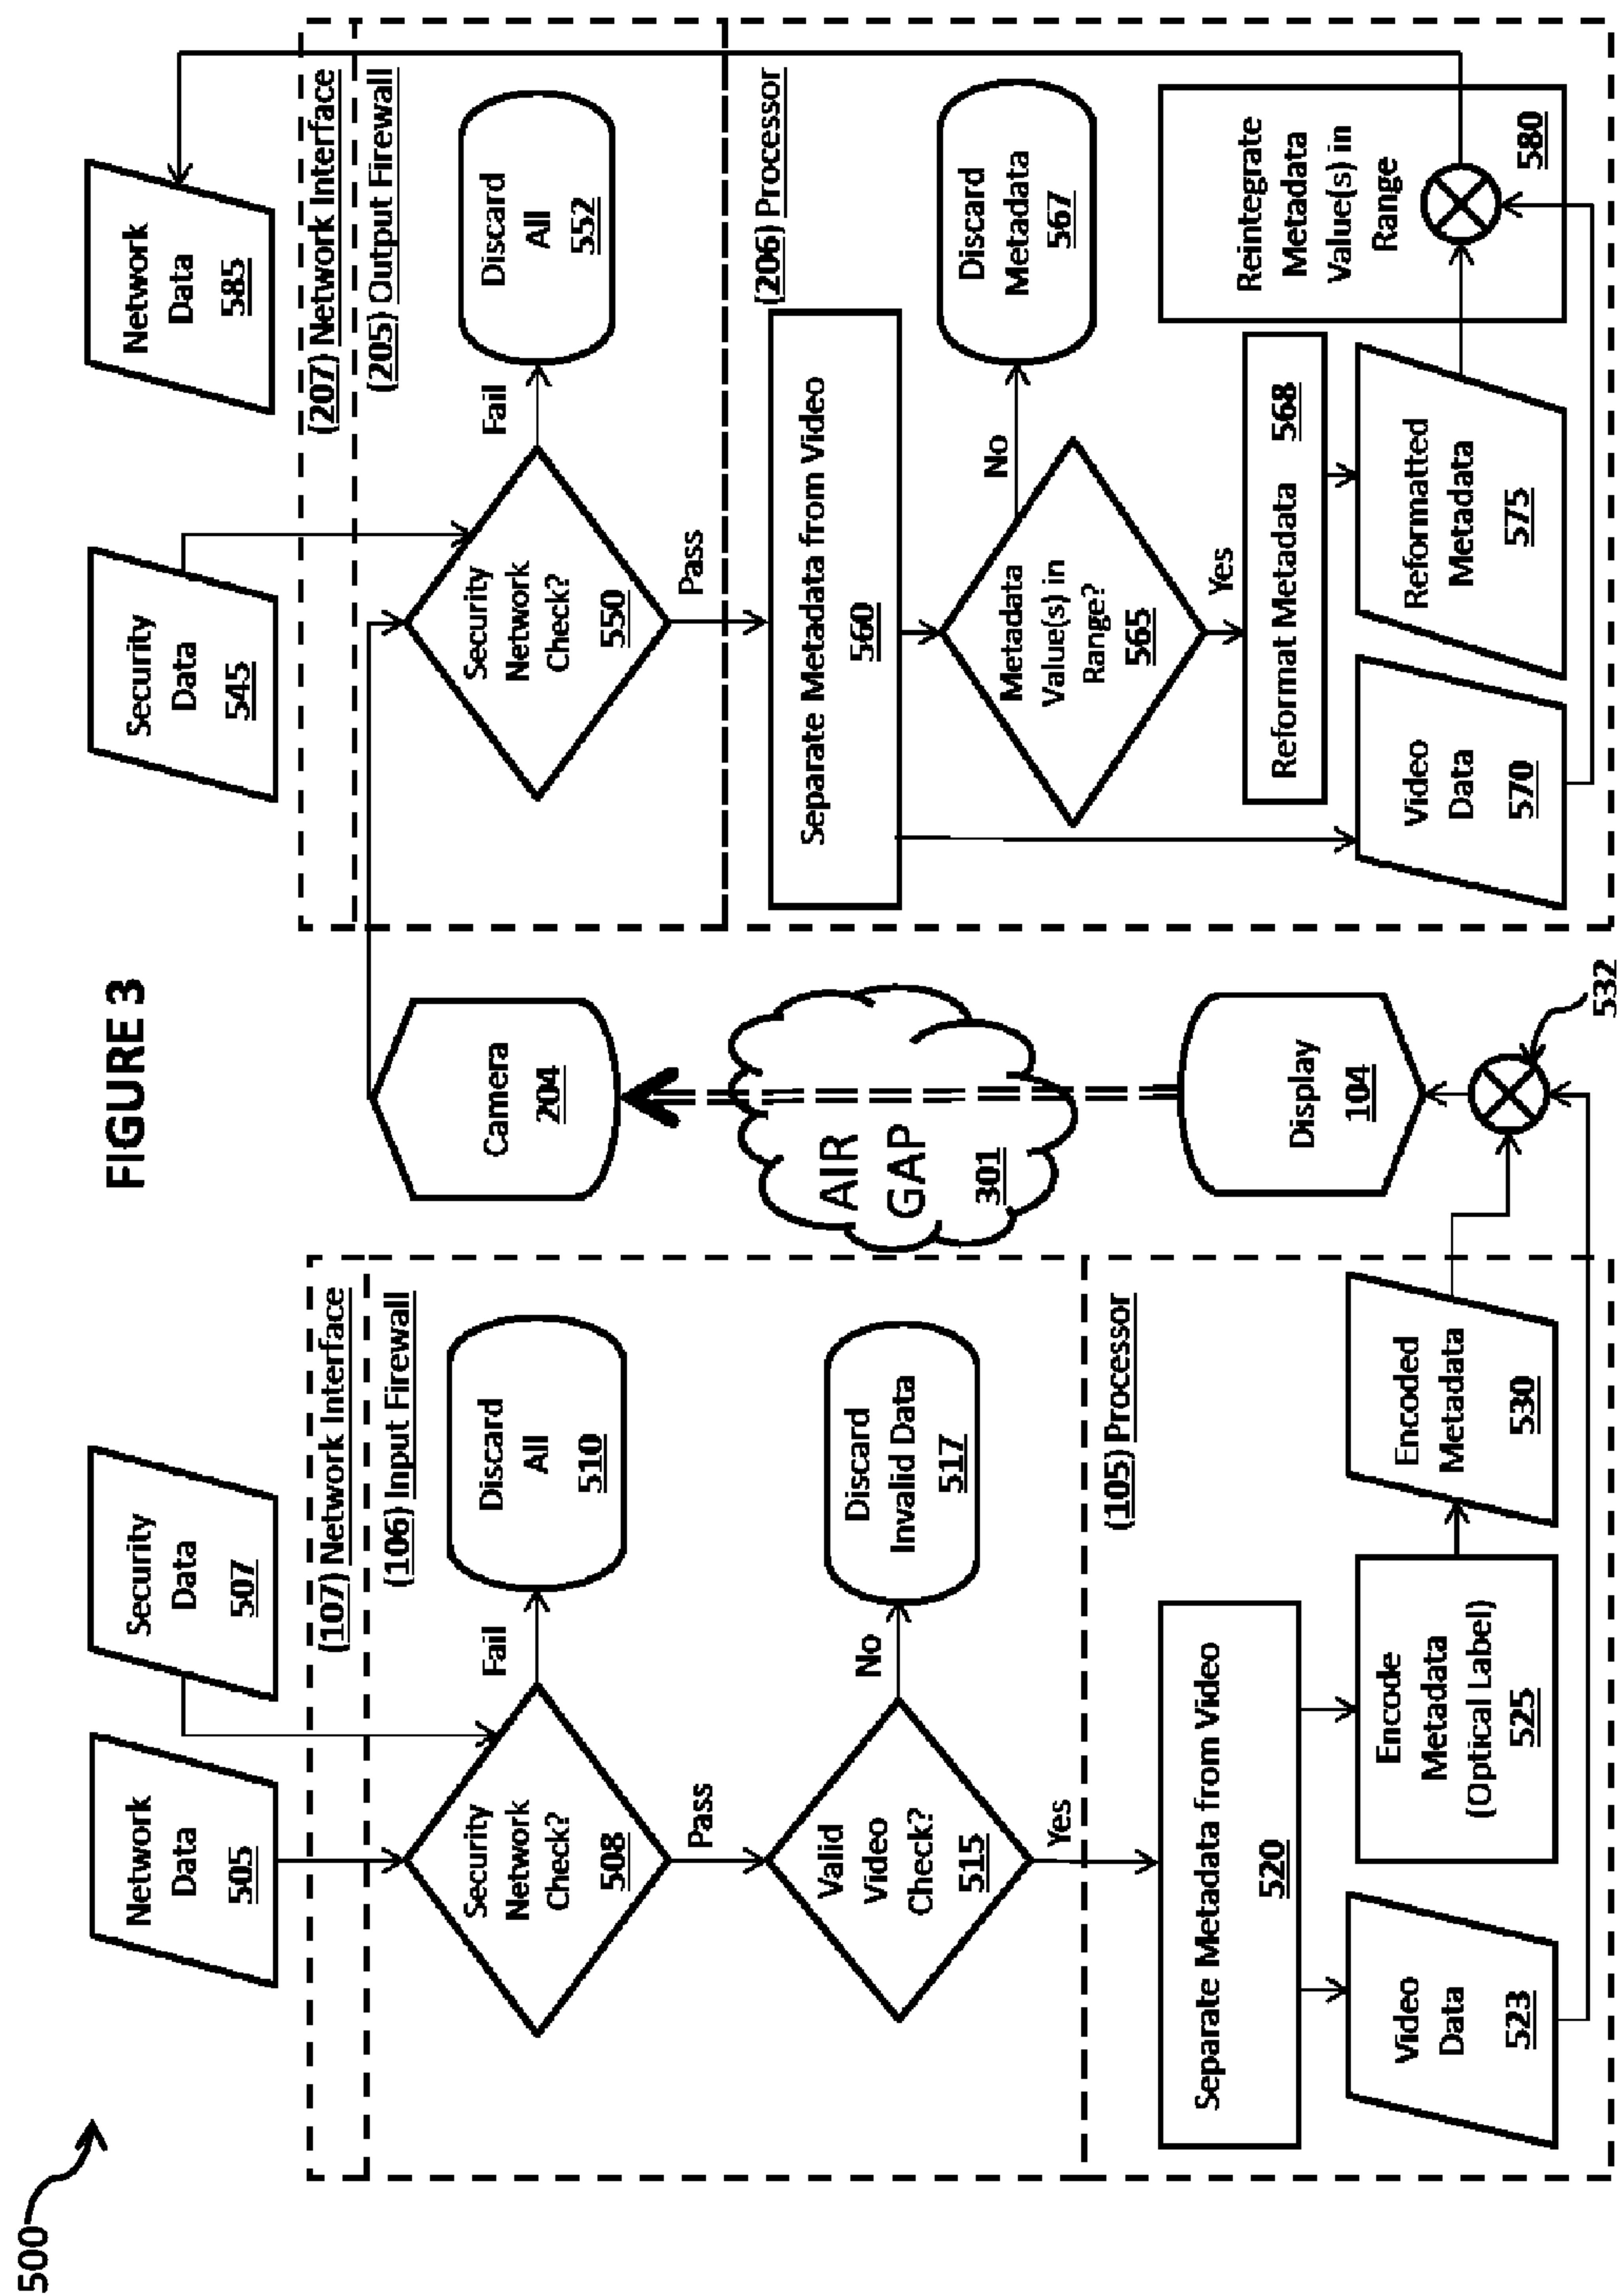 500
FIGURE 3
Network
Data
505
Security
Data
507
(107) Network Interface
(106) Input Firewall
Security
Network
Check?
508
Fail
Discard
All
510
Pass
Valid
Video
Check?
515
No
Discard
Invalid Data
517
Yes
(105) Processor
Separate Metadata from Video
520
Video
Data
523
Encode
Metadata
(Optical Label)
525
Encoded
Metadata
530
532
Display
104
AIR
GAP
301
Camera
204
Security
Data
545
Network
Data
585
(207) Network Interface
(205) Output Firewall
Security
Network
Check?
550
Fail
Discard
All
552
Pass
(206) Processor
Separate Metadata from Video
560
Metadata
Value(s) in
Range?
565
No
Discard
Metadata
567
Yes
Reformat Metadata 568
Video
Data
570
Reformatted
Metadata
575
Reintegrate
Metadata
Value(s) in
Range
580